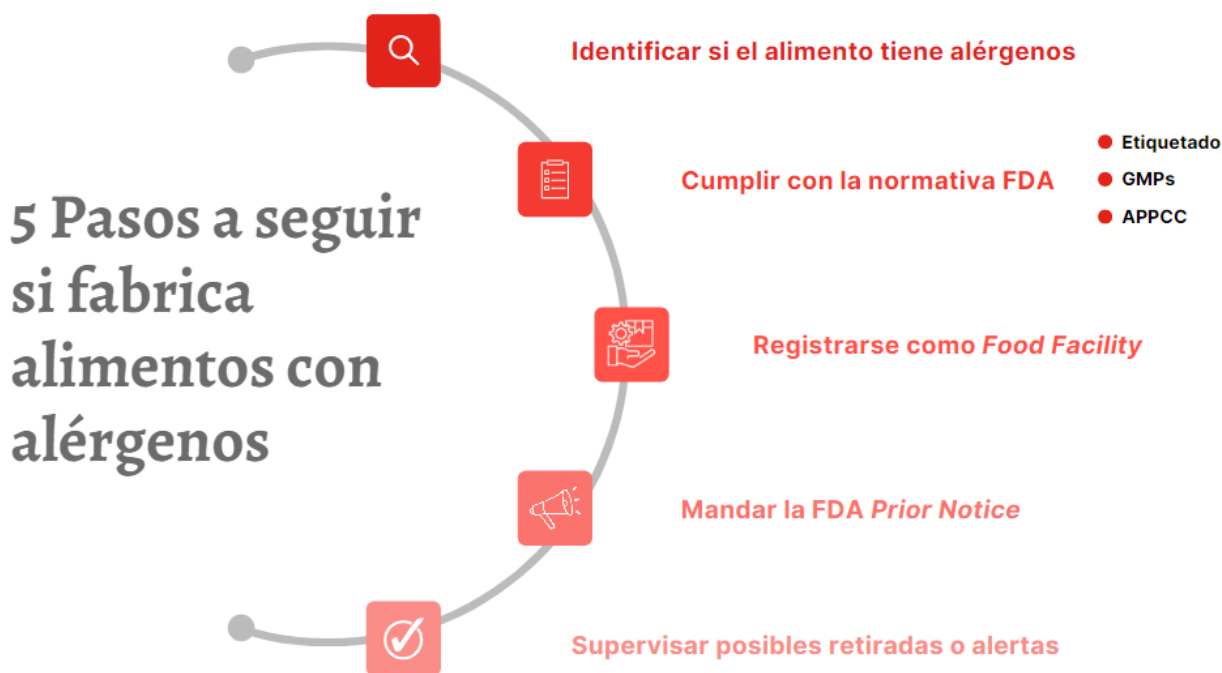 5 Pasos a seguir
si fabrica
alimentos con
alérgenos
Identificar si el alimento tiene alérgenos
Cumplir con la normativa FDA
Etiquetado
GMPs
APPCC
Registrarse como Food Facility
Mandar la FDA Prior Notice
Supervisar posibles retiradas o alertas